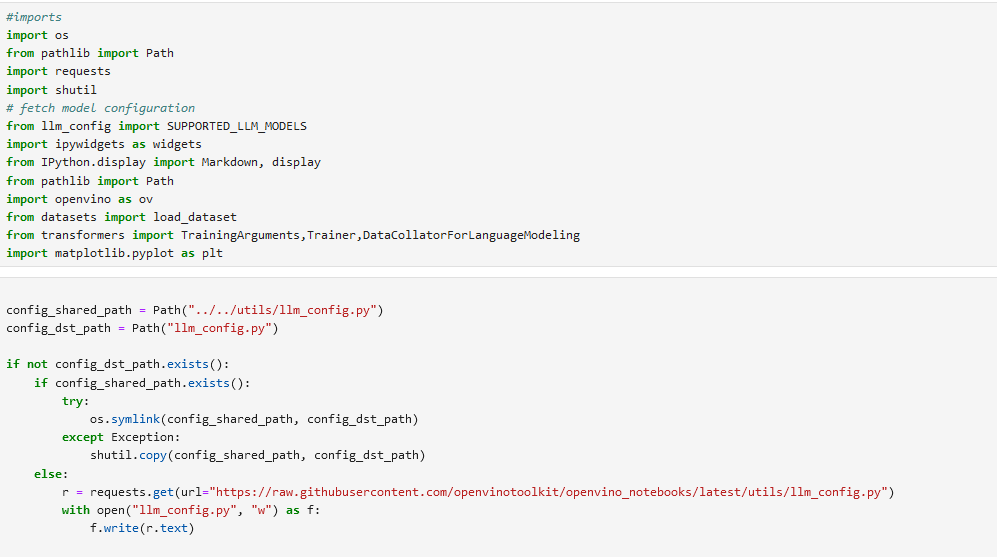 #imports
import os
from pathlib import Path
import requests
import shutil
# fetch model configuration
from llm_config import SUPPORTED_LLM_MODELS
import ipywidgets as widgets
from IPython.display import Markdown, display
from pathlib import Path
import openvino as ov
from datasets import load_dataset
from transformers import TrainingArguments,Trainer,DataCollatorForLanguageModeling
import matplotlib.pyplot as plt
config_shared_path = Path("../../utils/llm_config.py")
config_dst_path = Path("llm_config.py")
if not config_dst_path.exists():
    if config_shared_path.exists():
        try:
            os.symlink(config_shared_path, config_dst_path)
        except Exception:
            shutil.copy(config_shared_path, config_dst_path)
    else:
        r = requests.get(url="https://raw.githubusercontent.com/openvinotoolkit/openvino_notebooks/latest/utils/llm_config.py")
        with open("llm_config.py", "w") as f:
            f.write(r.text)